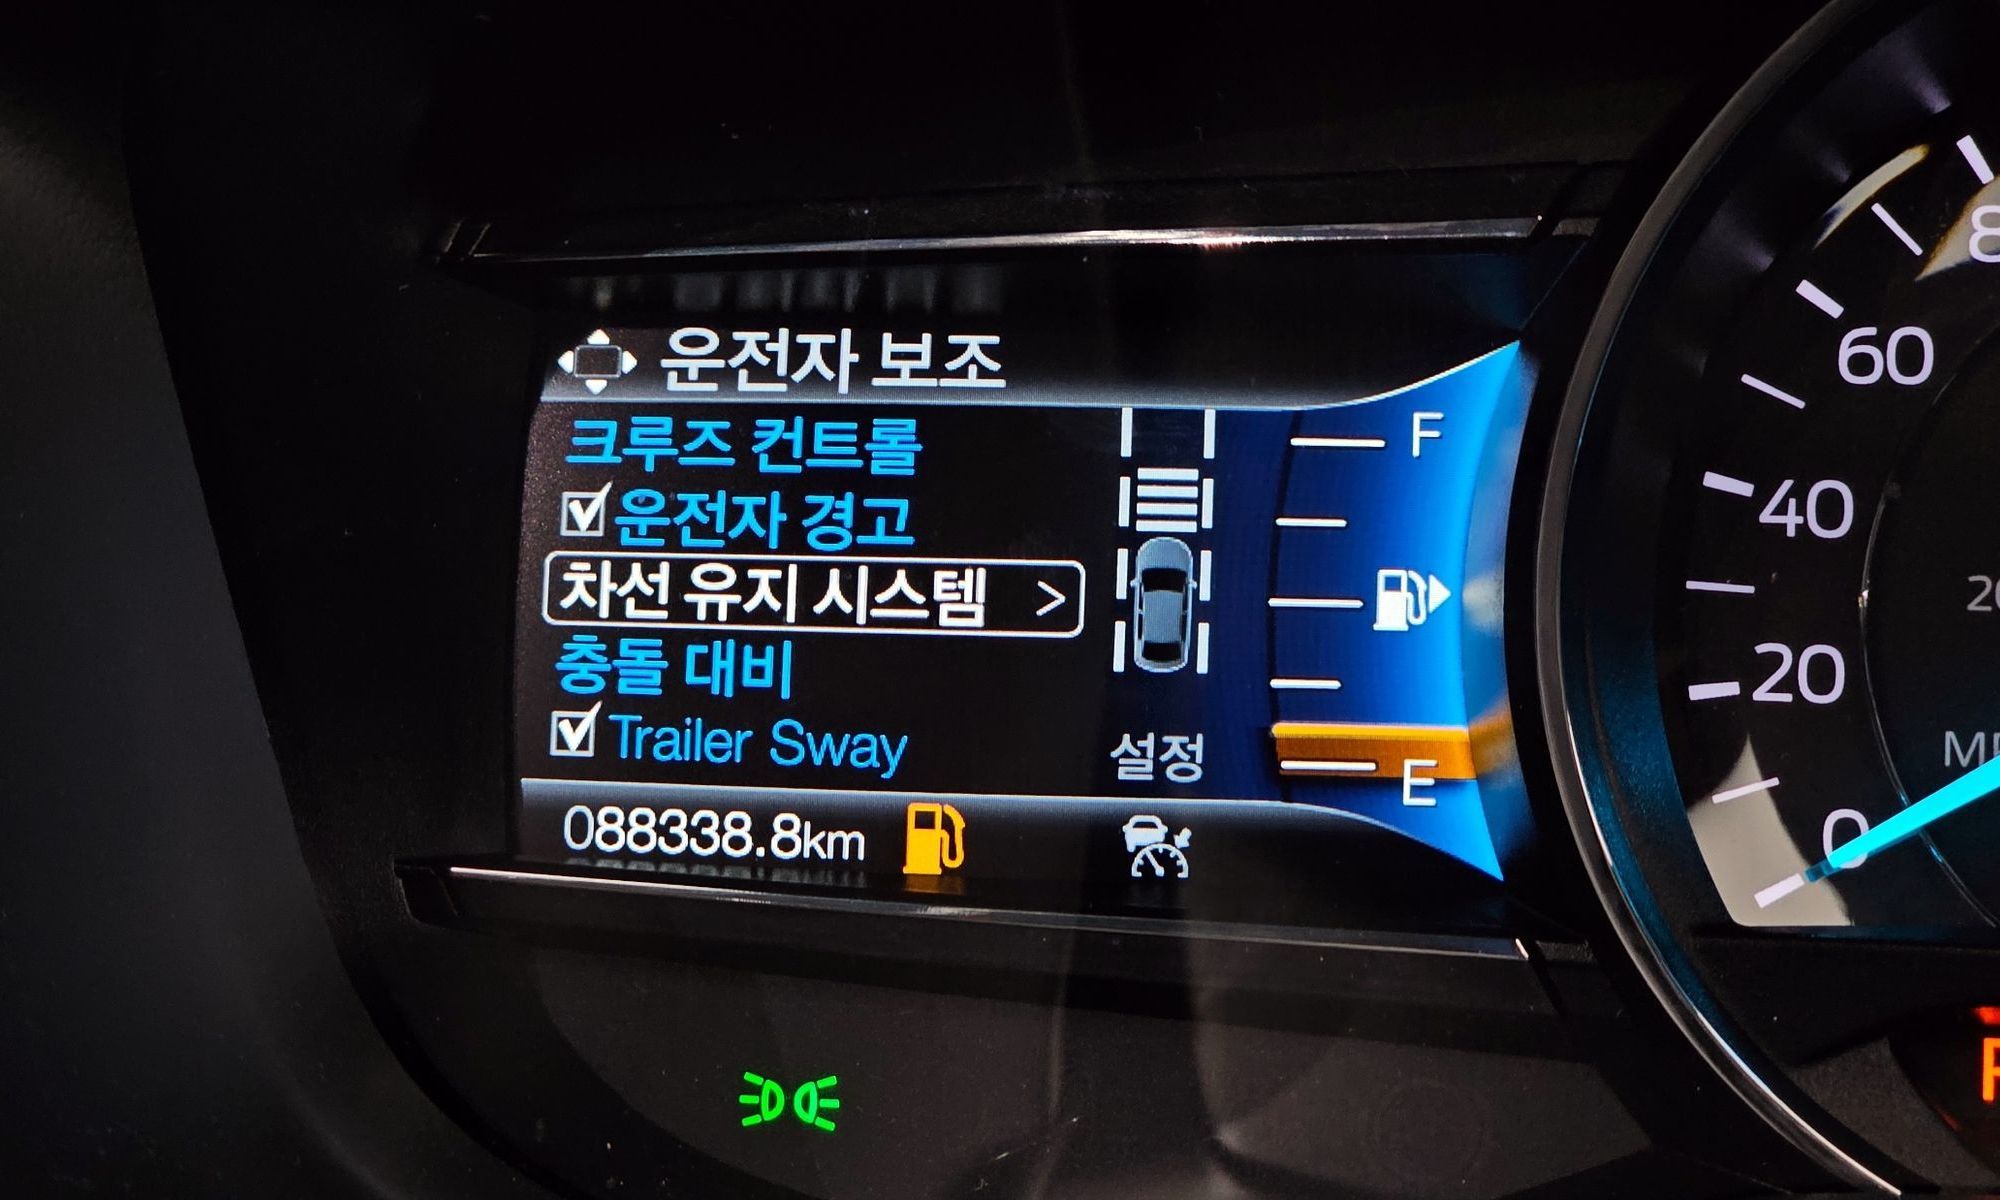 운전자 보조
크루즈 컨트롤
운전자 경고
차선 유지 시스템 >
충돌 대비
Trailer Sway
설정
088338.8km
F
E
60
40
20
0